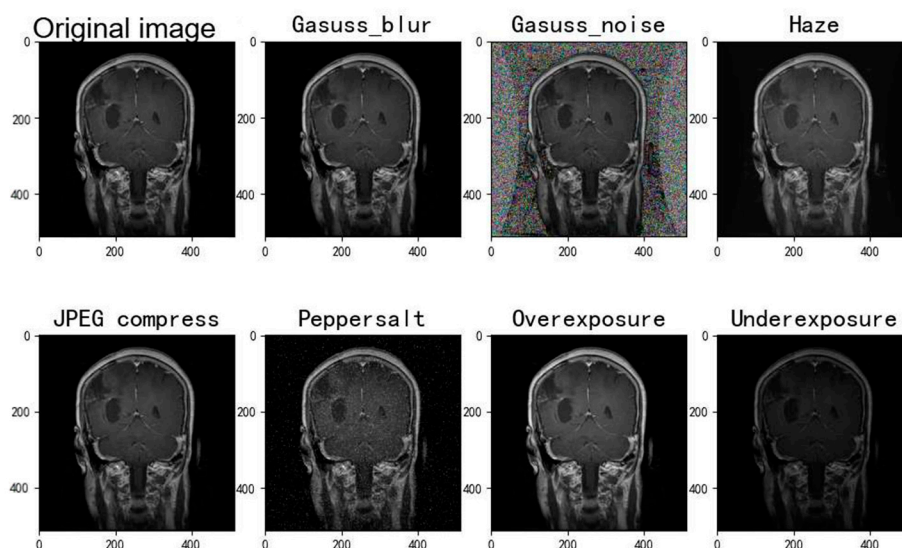 Original image Gasuss_blur Gasuss_noise Haze
0 0 0 0
200 200 200 200
400 400 400 400
0 200 400 0 200 400 0 200 400 0 200 400
JPEG compress Peppersalt Overexposure Underexposure
0 0 0 0
200 200 200 200
400 400 400 400
0 200 400 0 200 400 0 200 400 0 200 400